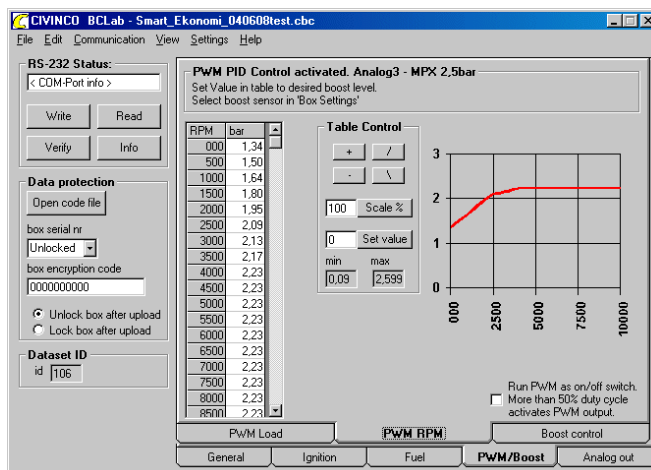 CIVINCO BCLab - Smart_Ekonomi_040608test.cbc
File Edit Communication View Settings Help
RS-232 Status:
< COM-Port info >
Write Read
Verify Info
Data protection
Open code file
box serial nr
Unlocked
box encryption code
0000000000
Unlock box after upload
Lock box after upload
Dataset ID
id 106
PWM PID Control activated. Analog3 - MPX 2,5bar
Set Value in table to desired boost level.
Select boost sensor in 'Box Settings'
RPM bar
000 1,34
500 1,50
1000 1,64
1500 1,80
2000 1,95
2500 2,09
3000 2,13
3500 2,17
4000 2,23
4500 2,23
5000 2,23
5500 2,23
6000 2,23
6500 2,23
7000 2,23
7500 2,23
8000 2,23
8500 2,23
Table Control
+ /
- \
100 Scale %
0 Set value
min max
0,09 2,599
3
2
1
0
000 2500 5000 7500 10000
Run PWM as on/off switch.
More than 50% duty cycle
activates PWM output.
PWM Load PWM RPM Boost control
General Ignition Fuel PWM/Boost Analog out